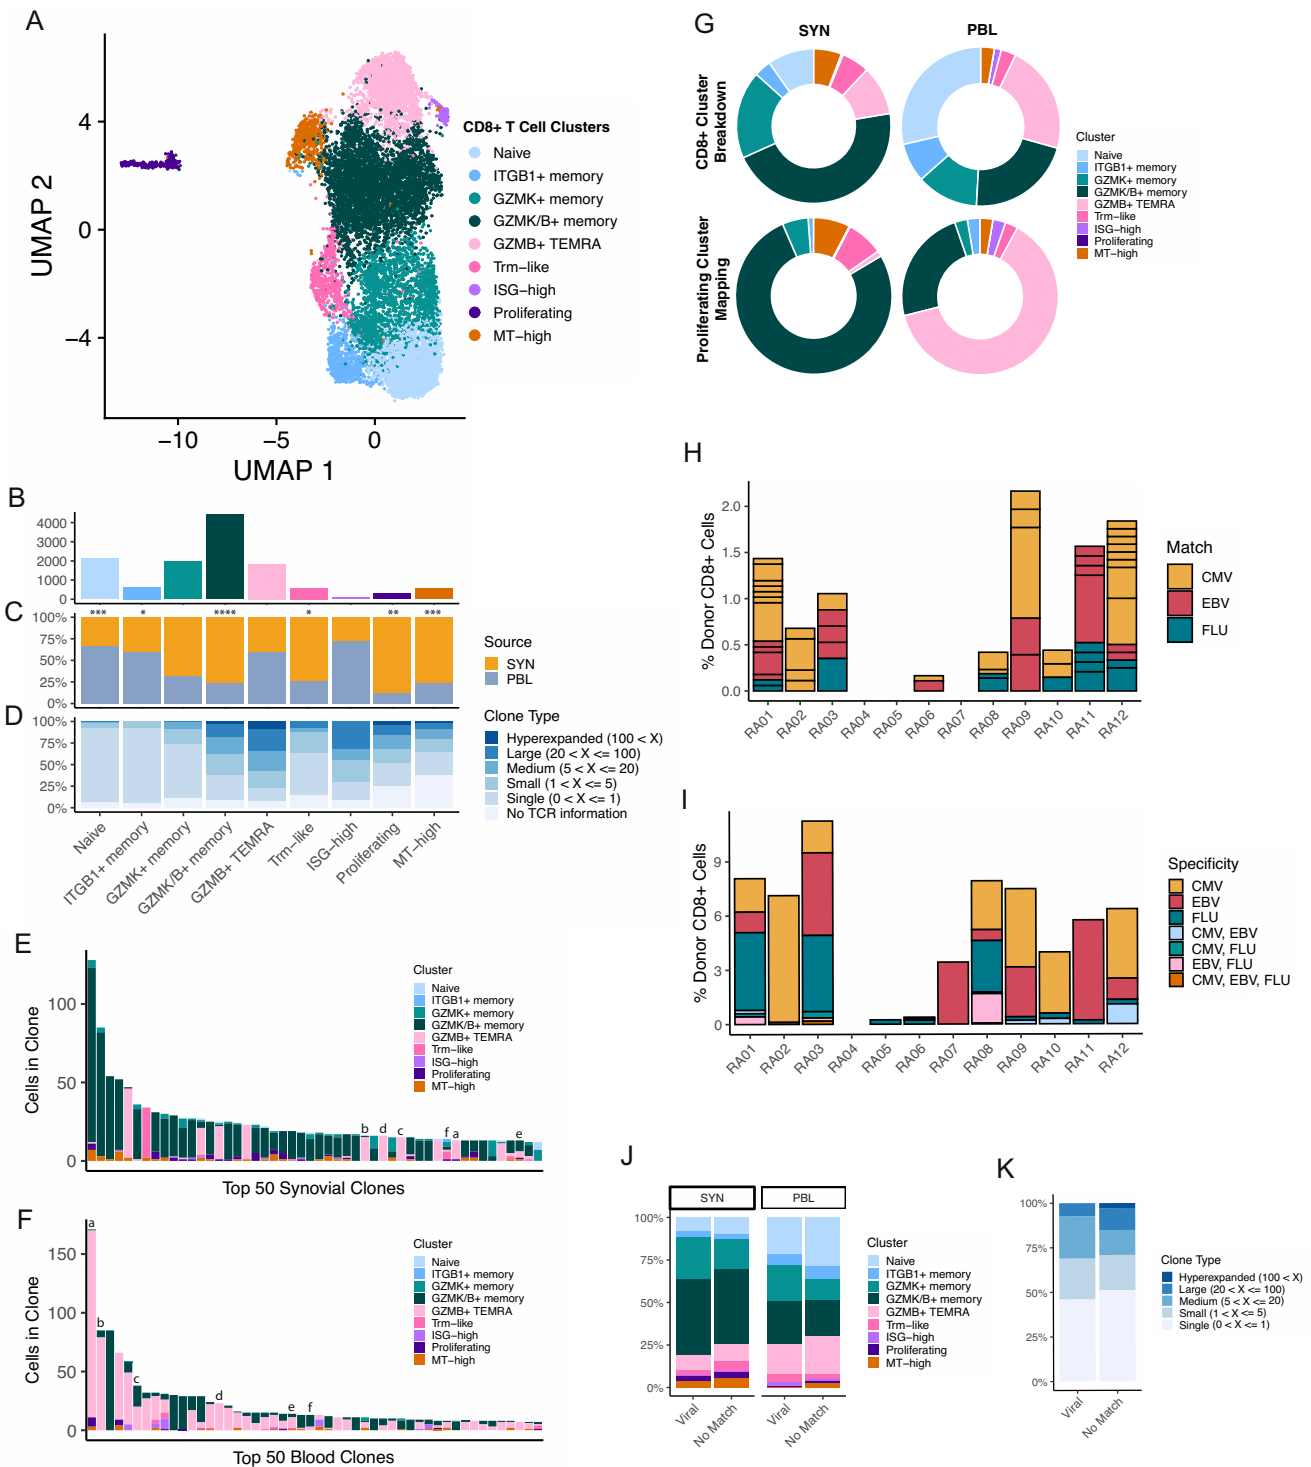 A
UMAP 2
4
0
−4
−10
−5
0
UMAP 1
CD8+ T Cell Clusters
Naive
ITGB1+ memory
GZMK+ memory
GZMK/B+ memory
GZMB+ TEMRA
Trm−like
ISG−high
Proliferating
MT−high
B
4000
3000
2000
1000
0
C
*** * **** * ** ***
100%
75%
50%
25%
0%
Source
SYN
PBL
D
100%
75%
50%
25%
0%
Naive
ITGB1+ memory
GZMK+ memory
GZMK/B+ memory
GZMB+ TEMRA
Trm−like
ISG−high
Proliferating
MT−high
Clone Type
Hyperexpanded (100 < X)
Large (20 < X <= 100)
Medium (5 < X <= 20)
Small (1 < X <= 5)
Single (0 < X <= 1)
No TCR information
E
Cells in Clone
100
50
0
b d c f a e
Top 50 Synovial Clones
Cluster
Naive
ITGB1+ memory
GZMK+ memory
GZMK/B+ memory
GZMB+ TEMRA
Trm−like
ISG−high
Proliferating
MT−high
F
Cells in Clone
150
100
50
0
a
b
c
d
e f
Top 50 Blood Clones
Cluster
Naive
ITGB1+ memory
GZMK+ memory
GZMK/B+ memory
GZMB+ TEMRA
Trm−like
ISG−high
Proliferating
MT−high
G
SYN PBL
CD8+ Cluster
Breakdown
Proliferating Cluster
Mapping
Cluster
Naive
ITGB1+ memory
GZMK+ memory
GZMK/B+ memory
GZMB+ TEMRA
Trm−like
ISG−high
Proliferating
MT−high
H
% Donor CD8+ Cells
2.0
1.5
1.0
0.5
0.0
RA01 RA02 RA03 RA04 RA05 RA06 RA07 RA08 RA09 RA10 RA11 RA12
Match
CMV
EBV
FLU
I
% Donor CD8+ Cells
9
6
3
0
RA01 RA02 RA03 RA04 RA05 RA06 RA07 RA08 RA09 RA10 RA11 RA12
Specificity
CMV
EBV
FLU
CMV, EBV
CMV, FLU
EBV, FLU
CMV, EBV, FLU
J
SYN PBL
100%
75%
50%
25%
0%
Viral No Match Viral No Match
Cluster
Naive
ITGB1+ memory
GZMK+ memory
GZMK/B+ memory
GZMB+ TEMRA
Trm−like
ISG−high
Proliferating
MT−high
K
100%
75%
50%
25%
0%
Viral No Match
Clone Type
Hyperexpanded (100 < X)
Large (20 < X <= 100)
Medium (5 < X <= 20)
Small (1 < X <= 5)
Single (0 < X <= 1)